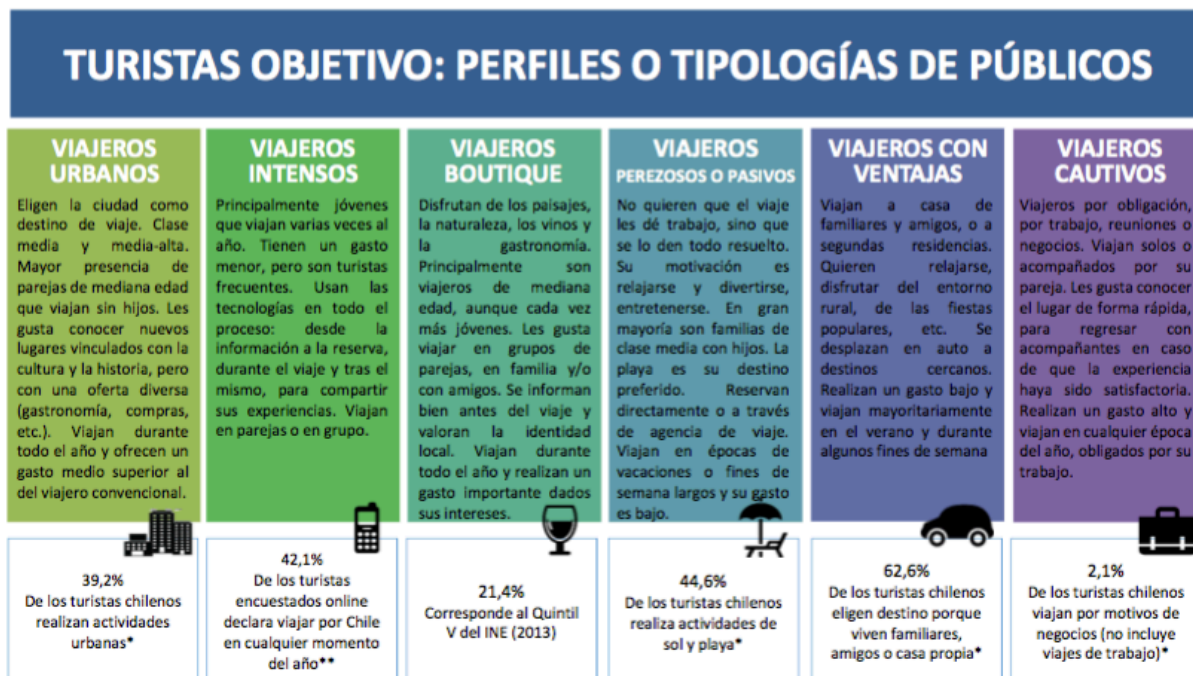 TURISTAS OBJETIVO: PERFILES O TIPOLOGÍAS DE PÚBLICOS
VIAJEROS
URBANOS
Eligen la ciudad como
destino de viaje. Clase
media y media-alta.
Mayor presencia de
parejas de mediana edad
que viajan sin hijos. Les
gusta conocer nuevos
lugares vinculados con la
cultura y la historia, pero
con una oferta diversa
(gastronomía, compras,
etc.). Viajan durante
todo el año y ofrecen un
gasto medio superior al
del viajero convencional.
39,2%
De los turistas chilenos
realizan actividades
urbanas*
VIAJEROS
INTENSOS
Principalmente jóvenes
que viajan varias veces al
año. Tienen un gasto
menor, pero son turistas
frecuentes. Usan las
tecnologías en todo el
proceso: desde la
información a la reserva,
durante el viaje y tras el
mismo, para compartir
sus experiencias. Viajan
en parejas o en grupo.
42,1%
De los turistas
encuestados online
declara viajar por Chile
en cualquier momento
del año**
VIAJEROS
BOUTIQUE
Disfrutan de los paisajes,
la naturaleza, los vinos y
la gastronomía.
Principalmente son
viajeros de mediana
edad, aunque cada vez
más jóvenes. Les gusta
viajar en grupos de
parejas, en familia y/o
con amigos. Se informan
bien antes del viaje y
valoran la identidad
local. Viajan durante
todo el año y realizan un
gasto importante dados
sus intereses.
21,4%
Corresponde al Quintil
V del INE (2013)
VIAJEROS
PEREZOSOS O PASIVOS
No quieren que el viaje
les dé trabajo, sino que
se lo den todo resuelto.
Su motivación es
relajarse y divertirse,
entretenerse. En gran
mayoría son familias de
clase media con hijos. La
playa es su destino
preferido. Reservan
directamente o a través
de agencia de viaje.
Viajan en épocas de
vacaciones o fines de
semana largos y su gasto
es bajo.
44,6%
De los turistas chilenos
realiza actividades de
sol y playa*
VIAJEROS CON
VENTAJAS
Viajan a casa de
familiares y amigos, o a
segundas residencias.
Quieren relajarse,
disfrutar del entorno
rural, de las fiestas
populares, etc. Se
desplazan en auto a
destinos cercanos.
Realizan un gasto bajo y
viajan mayoritariamente
en el verano y durante
algunos fines de semana
62,6%
De los turistas chilenos
eligen destino porque
viven familiares,
amigos o casa propia*
VIAJEROS
CAUTIVOS
Viajeros por obligación,
por trabajo, reuniones o
negocios. Viajan solos o
acompañados por su
pareja. Les gusta conocer
el lugar de forma rápida,
para regresar con
acompañantes en caso
de que la experiencia
haya sido satisfactoria.
Realizan un gasto alto y
viajan en cualquier época
del año, obligados por su
trabajo.
2,1%
De los turistas chilenos
viajan por motivos de
negocios (no incluye
viajes de trabajo)*